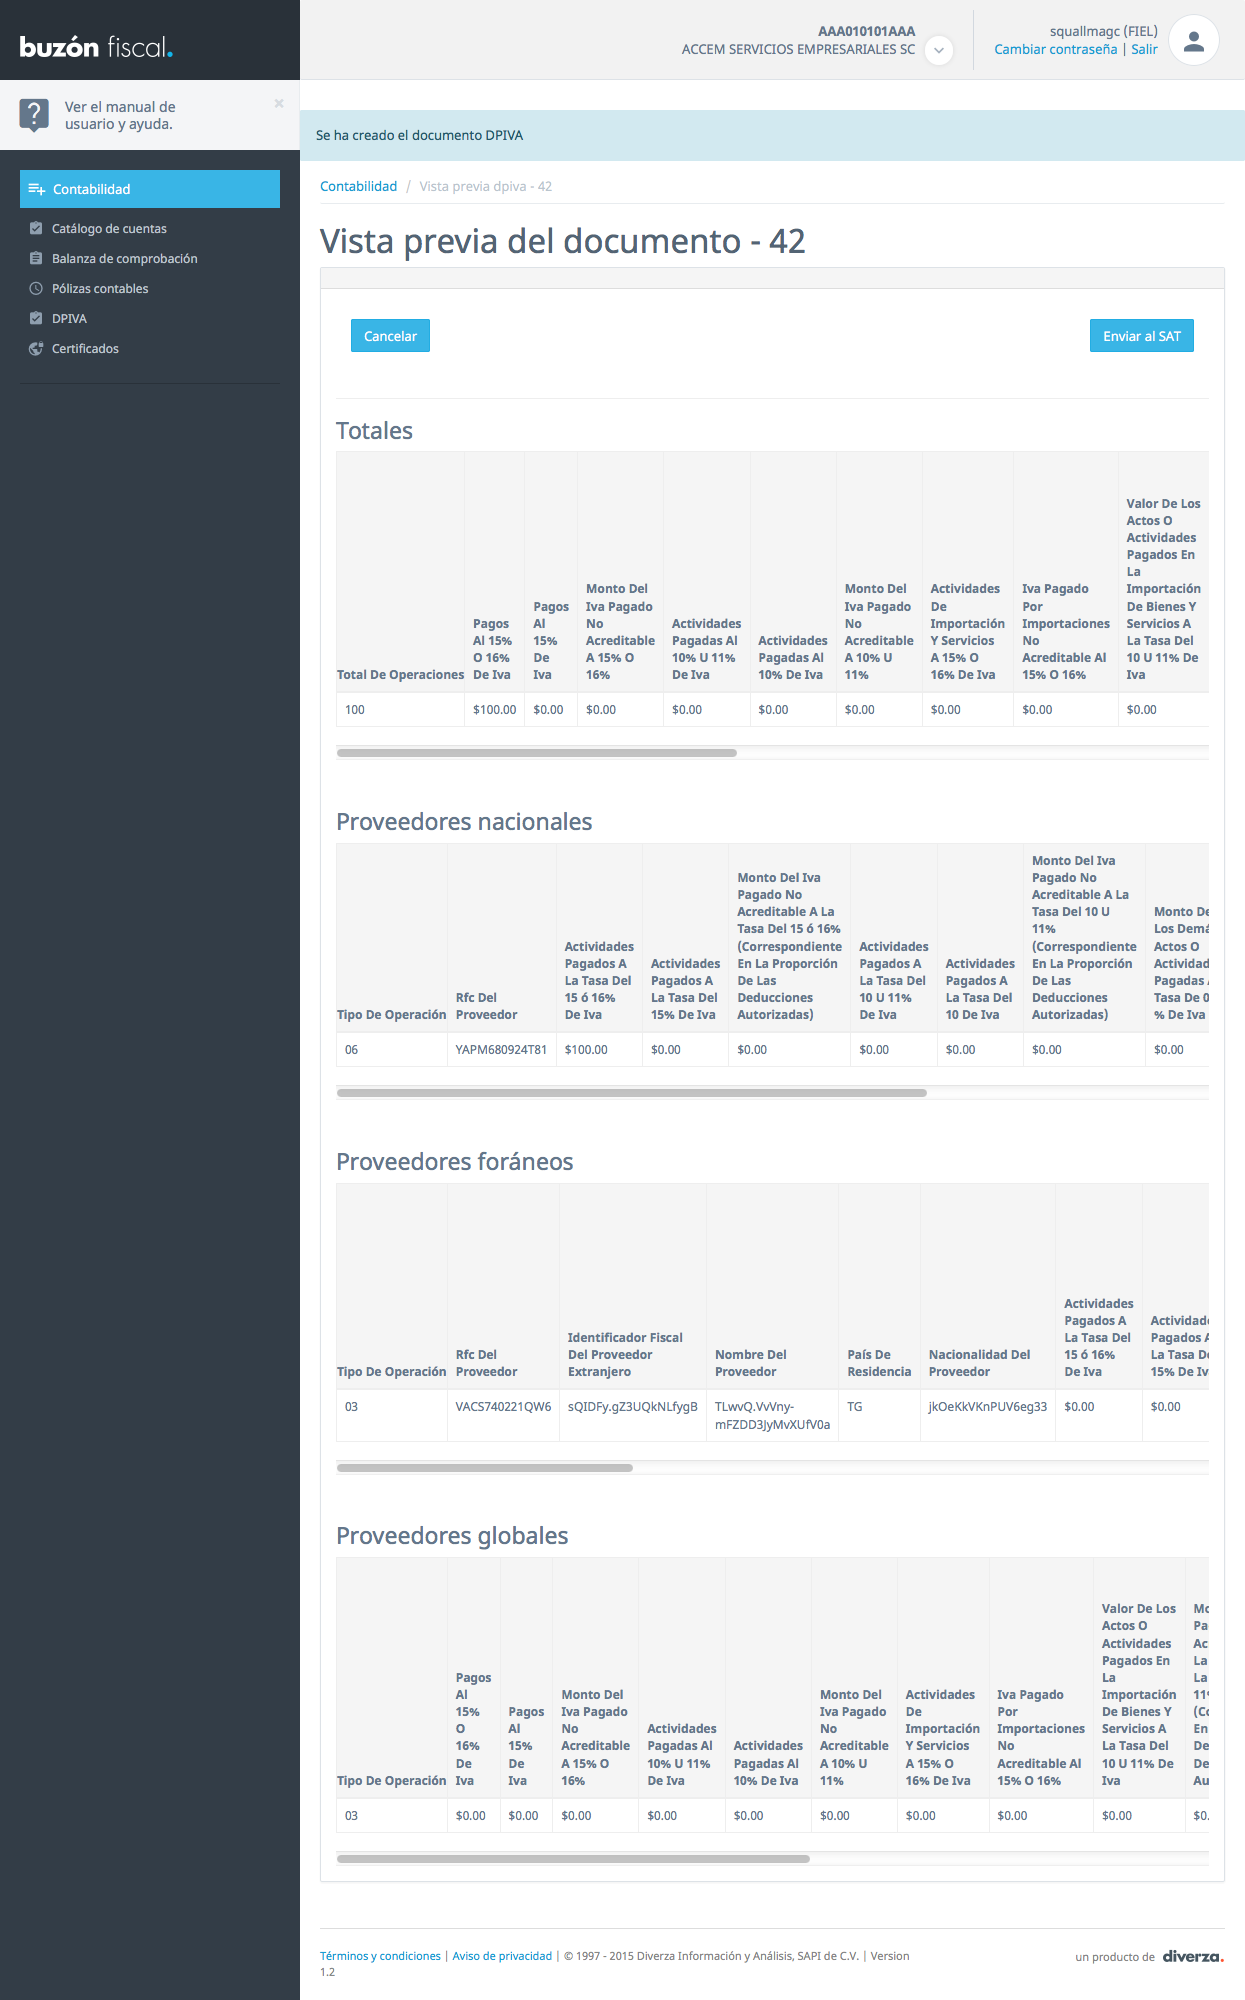 buzón fiscal.
AAA010101AAA
ACCEM SERVICIOS EMPRESARIALES SC
squallmagc (FIEL)
Cambiar contraseña | Salir
Ver el manual de
usuario y ayuda.
×
Se ha creado el documento DPIVA
Contabilidad
Catálogo de cuentas
Balanza de comprobación
Pólizas contables
DPIVA
Certificados
Contabilidad / Vista previa dpiva - 42
Vista previa del documento - 42
Cancelar
Enviar al SAT
Totales
Total De Operaciones
Pagos
Al 15%
O 16%
De Iva
Pagos
Al
15%
De
Iva
Monto Del
Iva Pagado
No
Acreditable
A 15% O
16%
Actividades
Pagadas Al
10% U 11%
De Iva
Actividades
Pagadas Al
10% De Iva
Monto Del
Iva Pagado
No
Acreditable
A 10% U
11%
Actividades
De
Importación
Y Servicios
A 15% O
16% De Iva
Iva Pagado
Por
Importaciones
No
Acreditable Al
15% O 16%
Valor De Los
Actos O
Actividades
Pagados En
La
Importación
De Bienes Y
Servicios A
La Tasa Del
10 U 11% De
Iva
100 $100.00 $0.00 $0.00 $0.00 $0.00 $0.00 $0.00 $0.00 $0.00
Proveedores nacionales
Tipo De Operación
Rfc Del
Proveedor
Actividades
Pagados A
La Tasa Del
15 ó 16%
De Iva
Actividades
Pagados A
La Tasa Del
15% De Iva
Monto Del Iva
Pagado No
Acreditable A La
Tasa Del 15 ó 16%
(Correspondiente
En La Proporción
De Las
Deducciones
Autorizadas)
Actividades
Pagados A
La Tasa Del
10 U 11%
De Iva
Actividades
Pagados A
La Tasa Del
10 De Iva
Monto Del Iva
Pagado No
Acreditable A La
Tasa Del 10 U
11%
(Correspondiente
En La Proporción
De Las
Deducciones
Autorizadas)
Monto De
Los Demá
Actos O
Actividad
Pagadas
Tasa De 0
% De Iva
06 YAPM680924T81 $100.00 $0.00 $0.00 $0.00 $0.00 $0.00 $0.00
Proveedores foráneos
Tipo De Operación
Rfc Del
Proveedor
Identificador Fiscal
Del Proveedor
Extranjero
Nombre Del
Proveedor
País De
Residencia
Nacionalidad Del
Proveedor
Actividades
Pagados A
La Tasa Del
15 ó 16%
De Iva
Actividad
Pagados A
La Tasa De
15% De Iv
03 VACS740221QW6 sQIDFy.gZ3UQkNLfygB TLwvQ.VvVny-
mFZDD3JyMvXUfV0a TG jkOeKkVKnPUV6eg33 $0.00 $0.00
Proveedores globales
Tipo De Operación
Pagos
Al
15%
O
16%
De
Iva
Pagos
Al
15%
De
Iva
Monto Del
Iva Pagado
No
Acreditable
A 15% O
16%
Actividades
Pagadas Al
10% U 11%
De Iva
Actividades
Pagadas Al
10% De Iva
Monto Del
Iva Pagado
No
Acreditable
A 10% U
11%
Actividades
De
Importación
Y Servicios
A 15% O
16% De Iva
Iva Pagado
Por
Importaciones
No
Acreditable Al
15% O 16%
Valor De Los
Actos O
Actividades
Pagados En
La
Importación
De Bienes Y
Servicios A
La Tasa Del
10 U 11% De
Iva
Mo
Pa
Ac
La
La
11%
(Co
En
De
De
Au
03 $0.00 $0.00 $0.00 $0.00 $0.00 $0.00 $0.00 $0.00 $0.00 $0.
Términos y condiciones | Aviso de privacidad | © 1997 - 2015 Diverza Información y Análisis, SAPI de C.V. | Version
1.2
un producto de diverza.